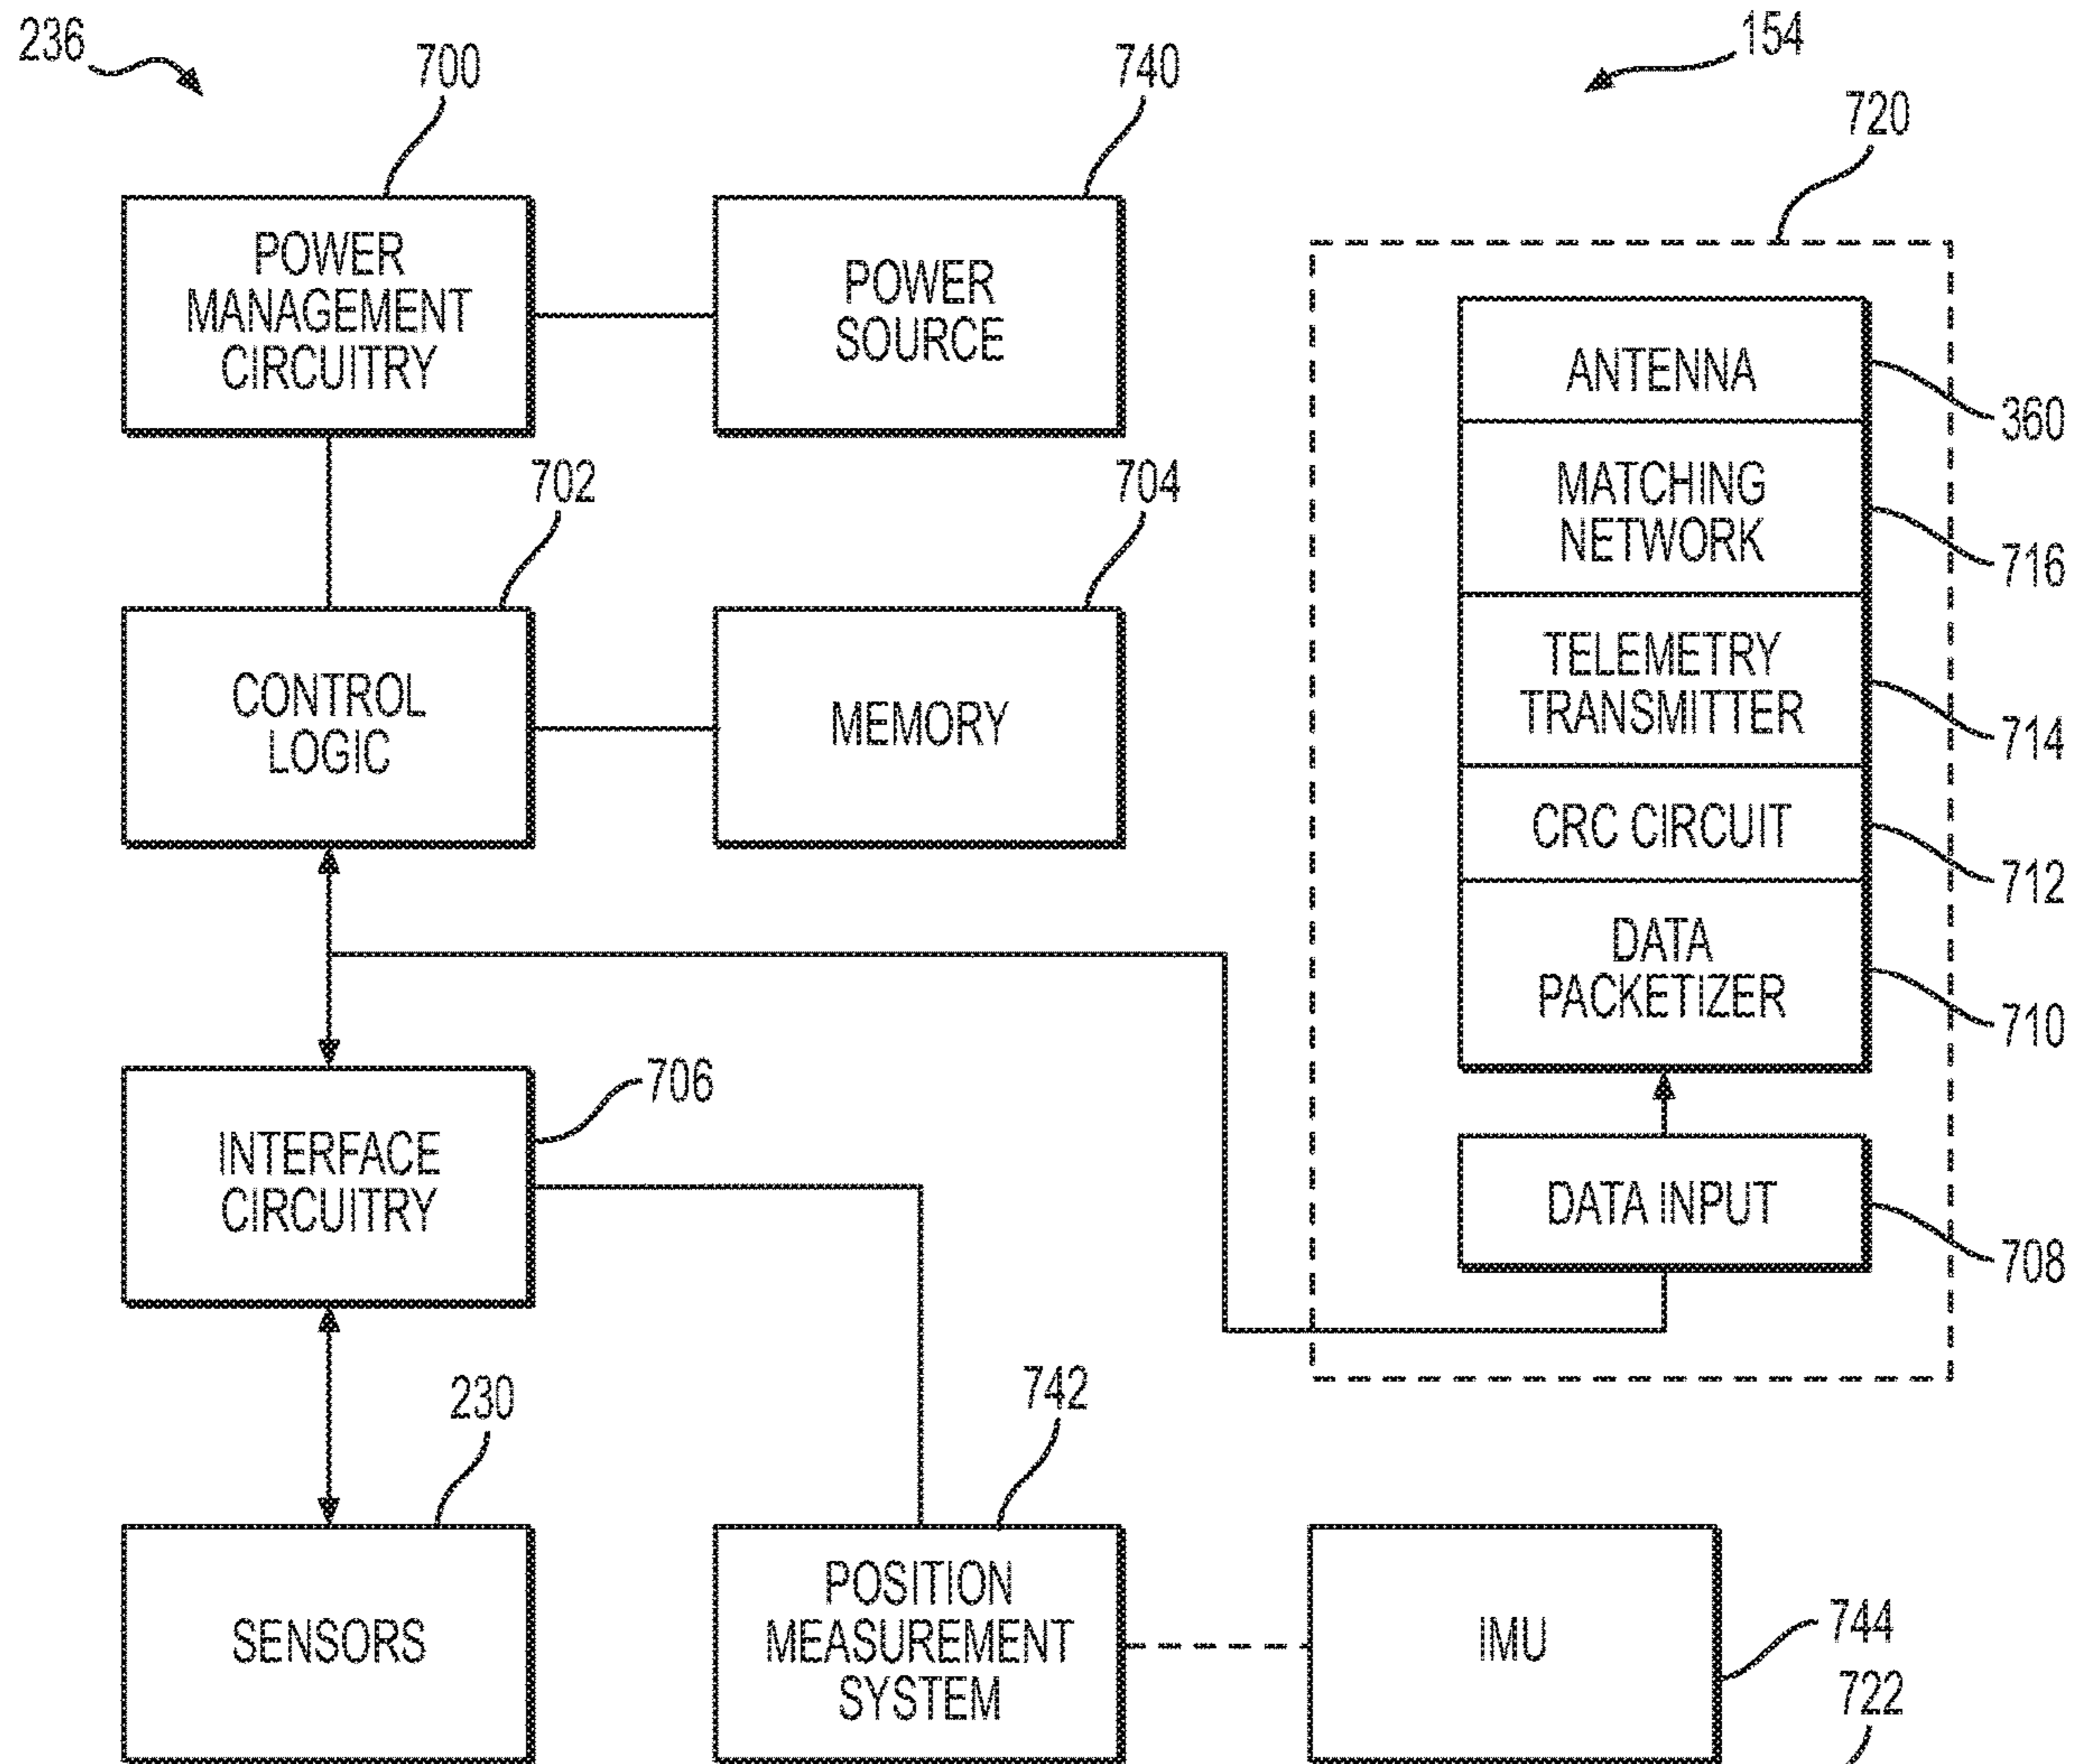 236
700
740
154
720
POWER
MANAGEMENT
CIRCUITRY
POWER
SOURCE
ANTENNA
360
MATCHING
NETWORK
716
702
704
CONTROL
LOGIC
MEMORY
TELEMETRY
TRANSMITTER
714
CRC CIRCUIT
712
DATA
PACKETIZER
710
706
INTERFACE
CIRCUITRY
DATA INPUT
708
230
742
SENSORS
POSITION
MEASUREMENT
SYSTEM
IMU
744
722